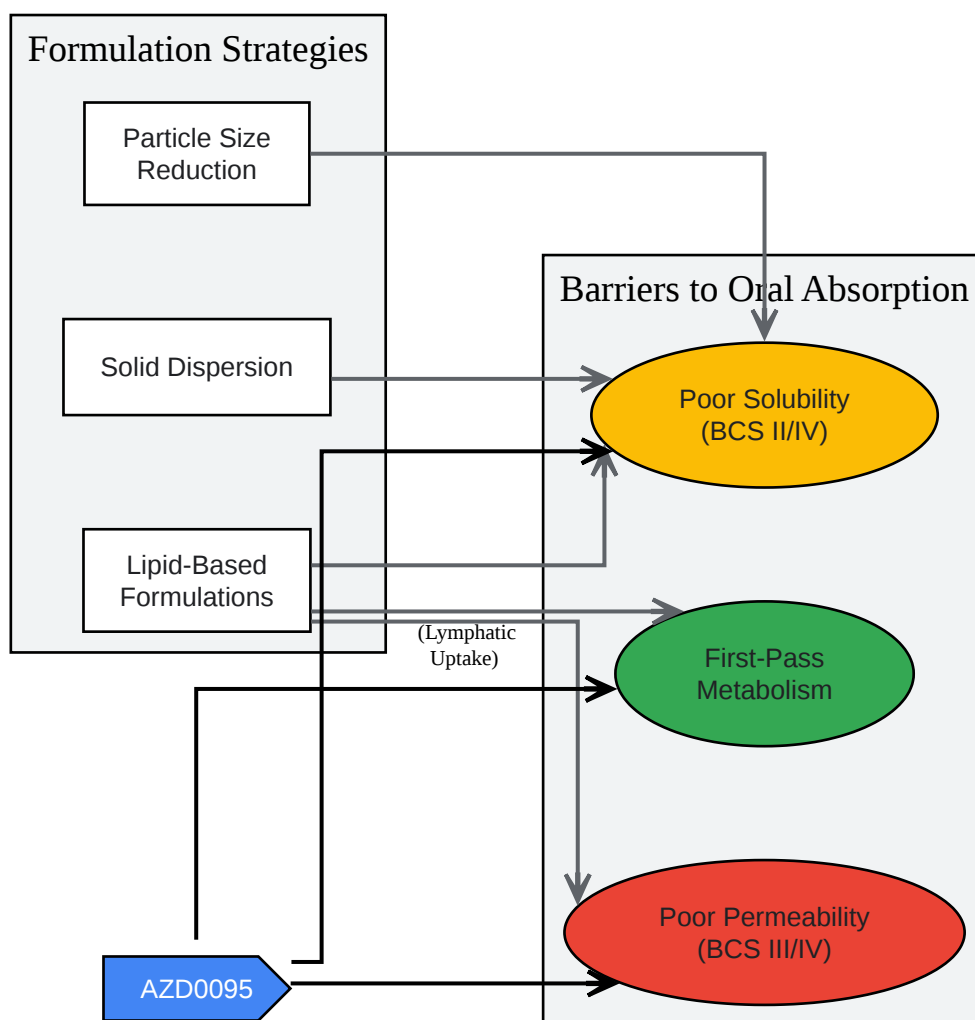 Formulation Strategies
Particle Size
Reduction
Solid Dispersion
Lipid-Based
Formulations
(Lymphatic
Uptake)
AZD0095
Barriers to Oral Absorption
Poor Solubility
(BCS II/IV)
First-Pass
Metabolism
Poor Permeability
(BCS III/IV)